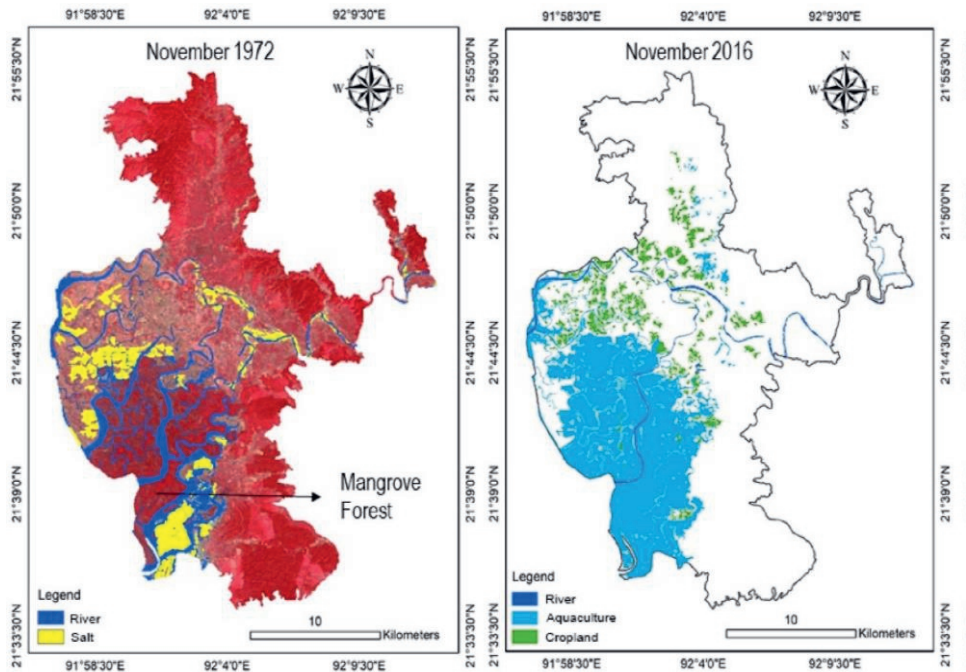 91°58'30"E 92°4'0"E 92°9'30"E
November 1972
N
W E
S
21°55'30"N 21°55'30"N
21°50'0"N 21°50'0"N
21°44'30"N 21°44'30"N
21°39'0"N 21°39'0"N
21°33'30"N 21°33'30"N
Mangrove
Forest
Legend
River
Salt
10
Kilometers
91°58'30"E 92°4'0"E 92°9'30"E
91°58'30"E 92°4'0"E 92°9'30"E
November 2016
N
W E
S
21°55'30"N 21°55'30"N
21°50'0"N 21°50'0"N
21°44'30"N 21°44'30"N
21°39'0"N 21°39'0"N
21°33'30"N 21°33'30"N
Legend
River
Aquaculture
Cropland
10
Kilometers
91°58'30"E 92°4'0"E 92°9'30"E